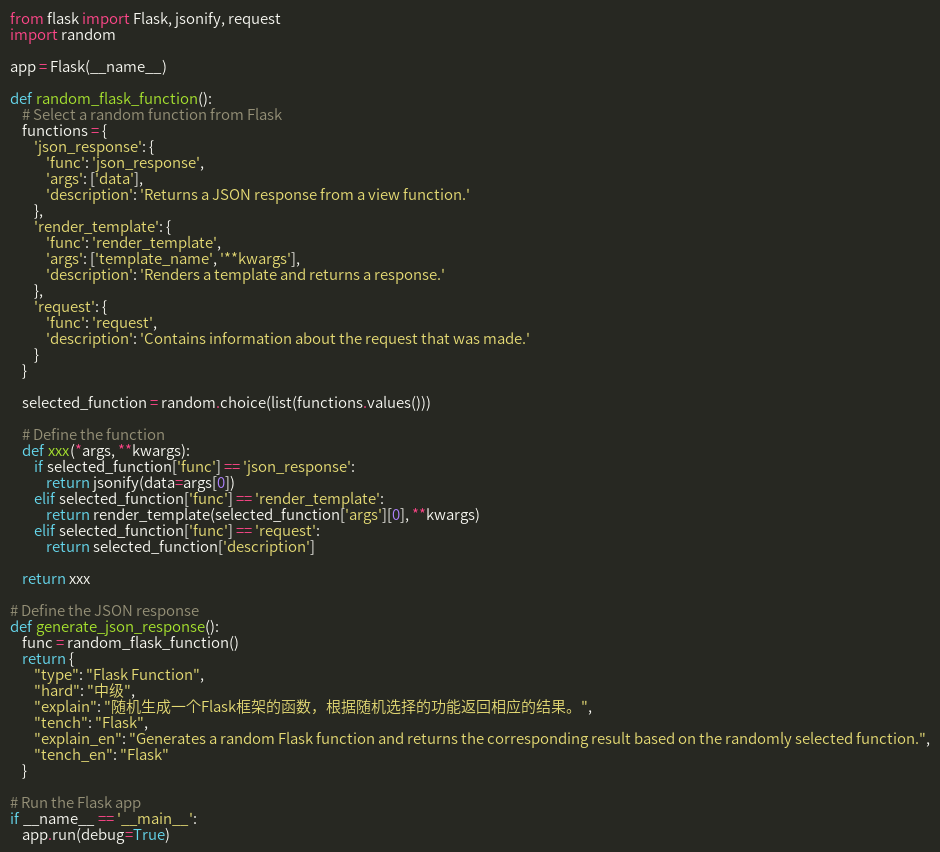 from flask import Flask, jsonify, request
import random

app = Flask(__name__)

def random_flask_function():
    # Select a random function from Flask
    functions = {
        'json_response': {
            'func': 'json_response',
            'args': ['data'],
            'description': 'Returns a JSON response from a view function.'
        },
        'render_template': {
            'func': 'render_template',
            'args': ['template_name', '**kwargs'],
            'description': 'Renders a template and returns a response.'
        },
        'request': {
            'func': 'request',
            'description': 'Contains information about the request that was made.'
        }
    }

    selected_function = random.choice(list(functions.values()))

    # Define the function
    def xxx(*args, **kwargs):
        if selected_function['func'] == 'json_response':
            return jsonify(data=args[0])
        elif selected_function['func'] == 'render_template':
            return render_template(selected_function['args'][0], **kwargs)
        elif selected_function['func'] == 'request':
            return selected_function['description']

    return xxx

# Define the JSON response
def generate_json_response():
    func = random_flask_function()
    return {
        "type": "Flask Function",
        "hard": "中级",
        "explain": "随机生成一个Flask框架的函数，根据随机选择的功能返回相应的结果。",
        "tench": "Flask",
        "explain_en": "Generates a random Flask function and returns the corresponding result based on the randomly selected function.",
        "tench_en": "Flask"
    }

# Run the Flask app
if __name__ == '__main__':
    app.run(debug=True)